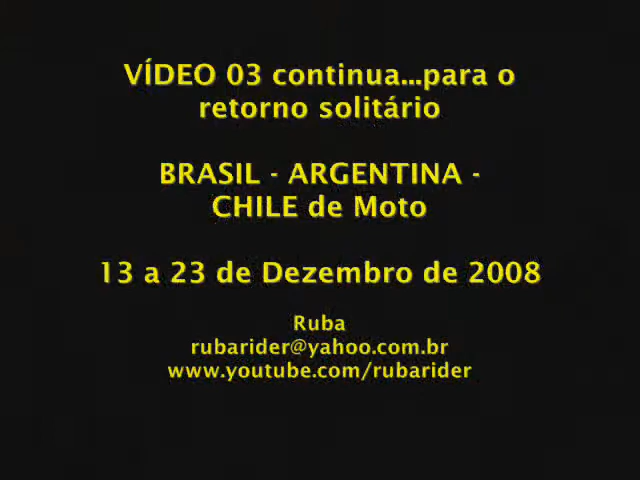 VÍDEO 03 continua...para o
retorno solitário
BRASIL - ARGENTINA -
CHILE de Moto
13 a 23 de Dezembro de 2008
Ruba
rubarider@yahoo.com.br
www.youtube.com/rubarider